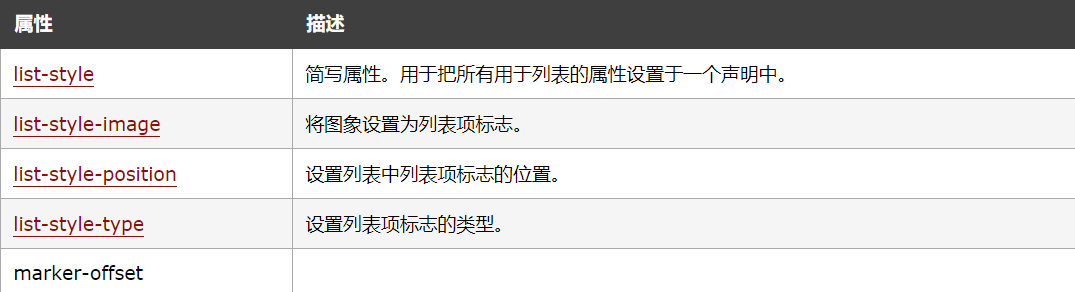 属性 描述
list-style 简写属性。用于把所有用于列表的属性设置于一个声明中。
list-style-image 将图象设置为列表项标志。
list-style-position 设置列表中列表项标志的位置。
list-style-type 设置列表项标志的类型。
marker-offset